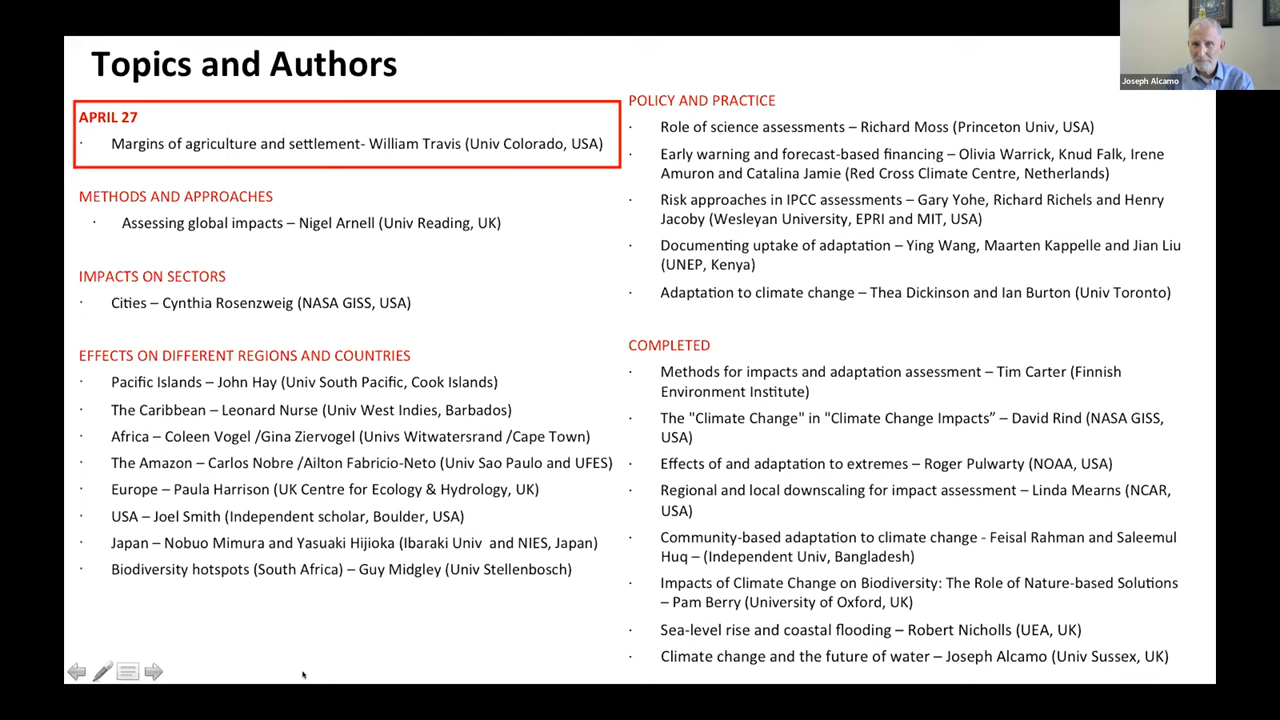 Topics and Authors
APRIL 27
· Margins of agriculture and settlement- William Travis (Univ Colorado, USA)
METHODS AND APPROACHES
· Assessing global impacts – Nigel Arnell (Univ Reading, UK)
IMPACTS ON SECTORS
· Cities – Cynthia Rosenzweig (NASA GISS, USA)
EFFECTS ON DIFFERENT REGIONS AND COUNTRIES
· Pacific Islands – John Hay (Univ South Pacific, Cook Islands)
· The Caribbean – Leonard Nurse (Univ West Indies, Barbados)
· Africa – Coleen Vogel /Gina Ziervogel (Univs Witwatersrand /Cape Town)
· The Amazon – Carlos Nobre /Ailton Fabricio-Neto (Univ Sao Paulo and UFES)
· Europe – Paula Harrison (UK Centre for Ecology & Hydrology, UK)
· USA – Joel Smith (Independent scholar, Boulder, USA)
· Japan – Nobuo Mimura and Yasuaki Hijioka (Ibaraki Univ and NIES, Japan)
· Biodiversity hotspots (South Africa) – Guy Midgley (Univ Stellenbosch)
POLICY AND PRACTICE
· Role of science assessments – Richard Moss (Princeton Univ, USA)
· Early warning and forecast-based financing – Olivia Warrick, Knud Falk, Irene
Amuron and Catalina Jamie (Red Cross Climate Centre, Netherlands)
· Risk approaches in IPCC assessments – Gary Yohe, Richard Richels and Henry
Jacoby (Wesleyan University, EPRI and MIT, USA)
· Documenting uptake of adaptation – Ying Wang, Maarten Kappelle and Jian Liu
(UNEP, Kenya)
· Adaptation to climate change – Thea Dickinson and Ian Burton (Univ Toronto)
COMPLETED
· Methods for impacts and adaptation assessment – Tim Carter (Finnish
Environment Institute)
· The "Climate Change" in "Climate Change Impacts” – David Rind (NASA GISS,
USA)
· Effects of and adaptation to extremes – Roger Pulwarty (NOAA, USA)
· Regional and local downscaling for impact assessment – Linda Mearns (NCAR,
USA)
· Community-based adaptation to climate change - Feisal Rahman and Saleemul
Huq – (Independent Univ, Bangladesh)
· Impacts of Climate Change on Biodiversity: The Role of Nature-based Solutions
– Pam Berry (University of Oxford, UK)
· Sea-level rise and coastal flooding – Robert Nicholls (UEA, UK)
· Climate change and the future of water – Joseph Alcamo (Univ Sussex, UK)
Joseph Alcamo